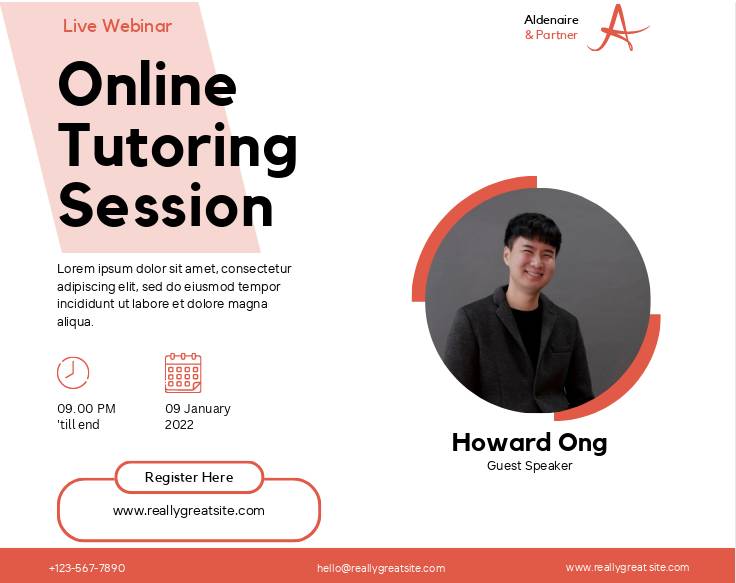 Live Webinar
Aldenaire
& Partner
Online
Tutoring
Session
Lorem ipsum dolor sit amet, consectetur
adipiscing elit, sed do eiusmod tempor
incididunt ut labore et dolore magna
aliqua.
09.00 PM
'till end
09 January
2022
Howard Ong
Guest Speaker
Register Here
www.reallygreatsite.com
+123-567-7890
hello@reallygreatsite.com
www.reallygreatsite.com